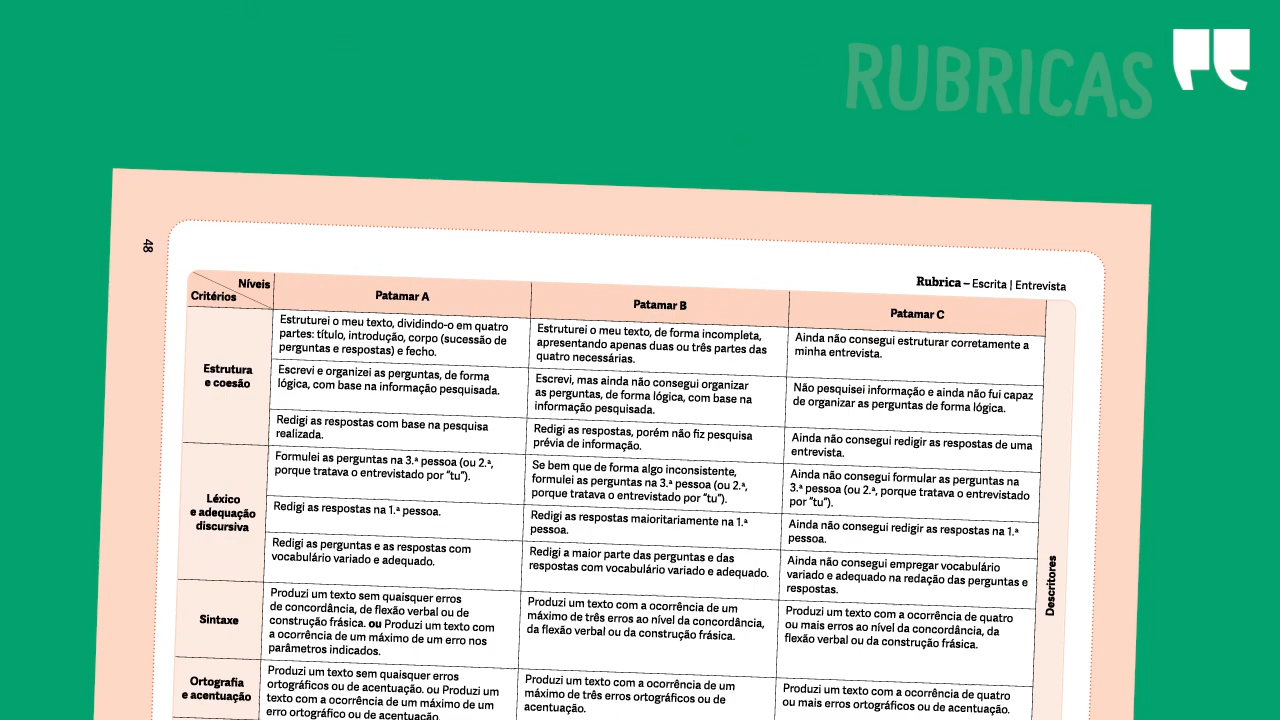 RUBRICAS
48
Rubrica – Escrita | Entrevista
Níveis
Critérios
Patamar A
Patamar B
Patamar C
Estrutura
e coesão
Estruturei o meu texto, dividindo-o em quatro
partes: título, introdução, corpo (sucessão de
perguntas e respostas) e fecho.
Estruturei o meu texto, de forma incompleta,
apresentando apenas duas ou três partes das
quatro necessárias.
Ainda não consegui estruturar corretamente a
minha entrevista.
Escrevi e organizei as perguntas, de forma
lógica, com base na informação pesquisada.
Escrevi, mas ainda não consegui organizar
as perguntas, de forma lógica, com base na
informação pesquisada.
Não pesquisei informação e ainda não fui capaz
de organizar as perguntas de forma lógica.
Redigi as respostas com base na pesquisa
realizada.
Redigi as respostas, porém não fiz pesquisa
prévia de informação.
Ainda não consegui redigir as respostas de uma
entrevista.
Léxico
e adequação
discursiva
Formulei as perguntas na 3.ª pessoa (ou 2.ª,
porque tratava o entrevistado por “tu”).
Se bem que de forma algo inconsistente,
formulei as perguntas na 3.ª pessoa (ou 2.ª,
porque tratava o entrevistado por “tu”).
Ainda não consegui formular as perguntas na
3.ª pessoa (ou 2.ª, porque tratava o entrevistado
por “tu”).
Redigi as respostas na 1.ª pessoa.
Redigi as respostas maioritariamente na 1.ª
pessoa.
Ainda não consegui redigir as respostas na 1.ª
pessoa.
Redigi as perguntas e as respostas com
vocabulário variado e adequado.
Redigi a maior parte das perguntas e das
respostas com vocabulário variado e adequado.
Ainda não consegui empregar vocabulário
variado e adequado na redação das perguntas e
respostas.
Sintaxe
Produzi um texto sem quaisquer erros
de concordância, de flexão verbal ou de
construção frásica. ou Produzi um texto com
a ocorrência de um máximo de um erro nos
parâmetros indicados.
Produzi um texto com a ocorrência de um
máximo de três erros ao nível da concordância,
da flexão verbal ou da construção frásica.
Produzi um texto com a ocorrência de quatro
ou mais erros ao nível da concordância, da
flexão verbal ou da construção frásica.
Ortografia
e acentuação
Produzi um texto sem quaisquer erros
ortográficos ou de acentuação. ou Produzi um
texto com a ocorrência de um máximo de um
erro ortográfico ou de acentuação.
Produzi um texto com a ocorrência de um
máximo de três erros ortográficos ou de
acentuação.
Produzi um texto com a ocorrência de quatro
ou mais erros ortográficos ou de acentuação.
Descritores